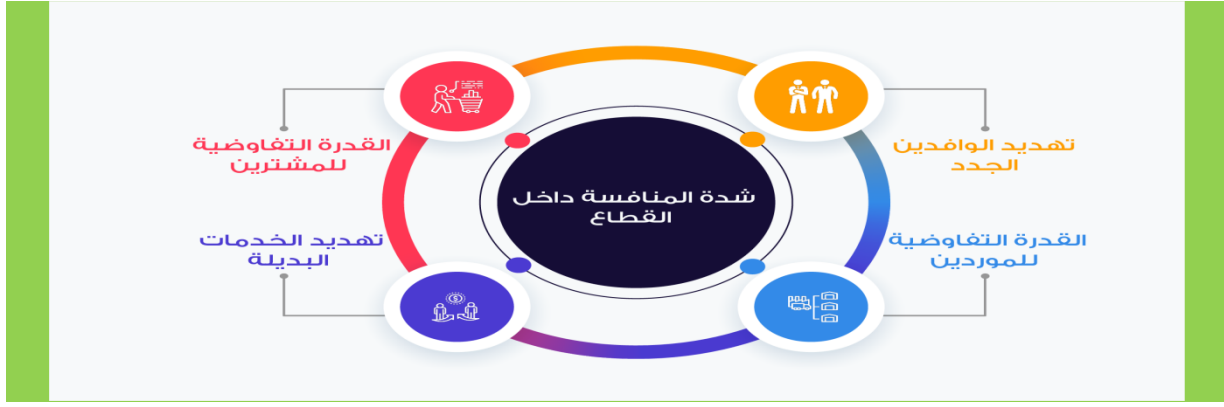 تهديد الوافدين
الجدد
القدرة التفاوضية
للمشترين
شدة المنافسة داخل
القطاع
القدرة التفاوضية
للموردين
تهديد الخدمات
البديلة